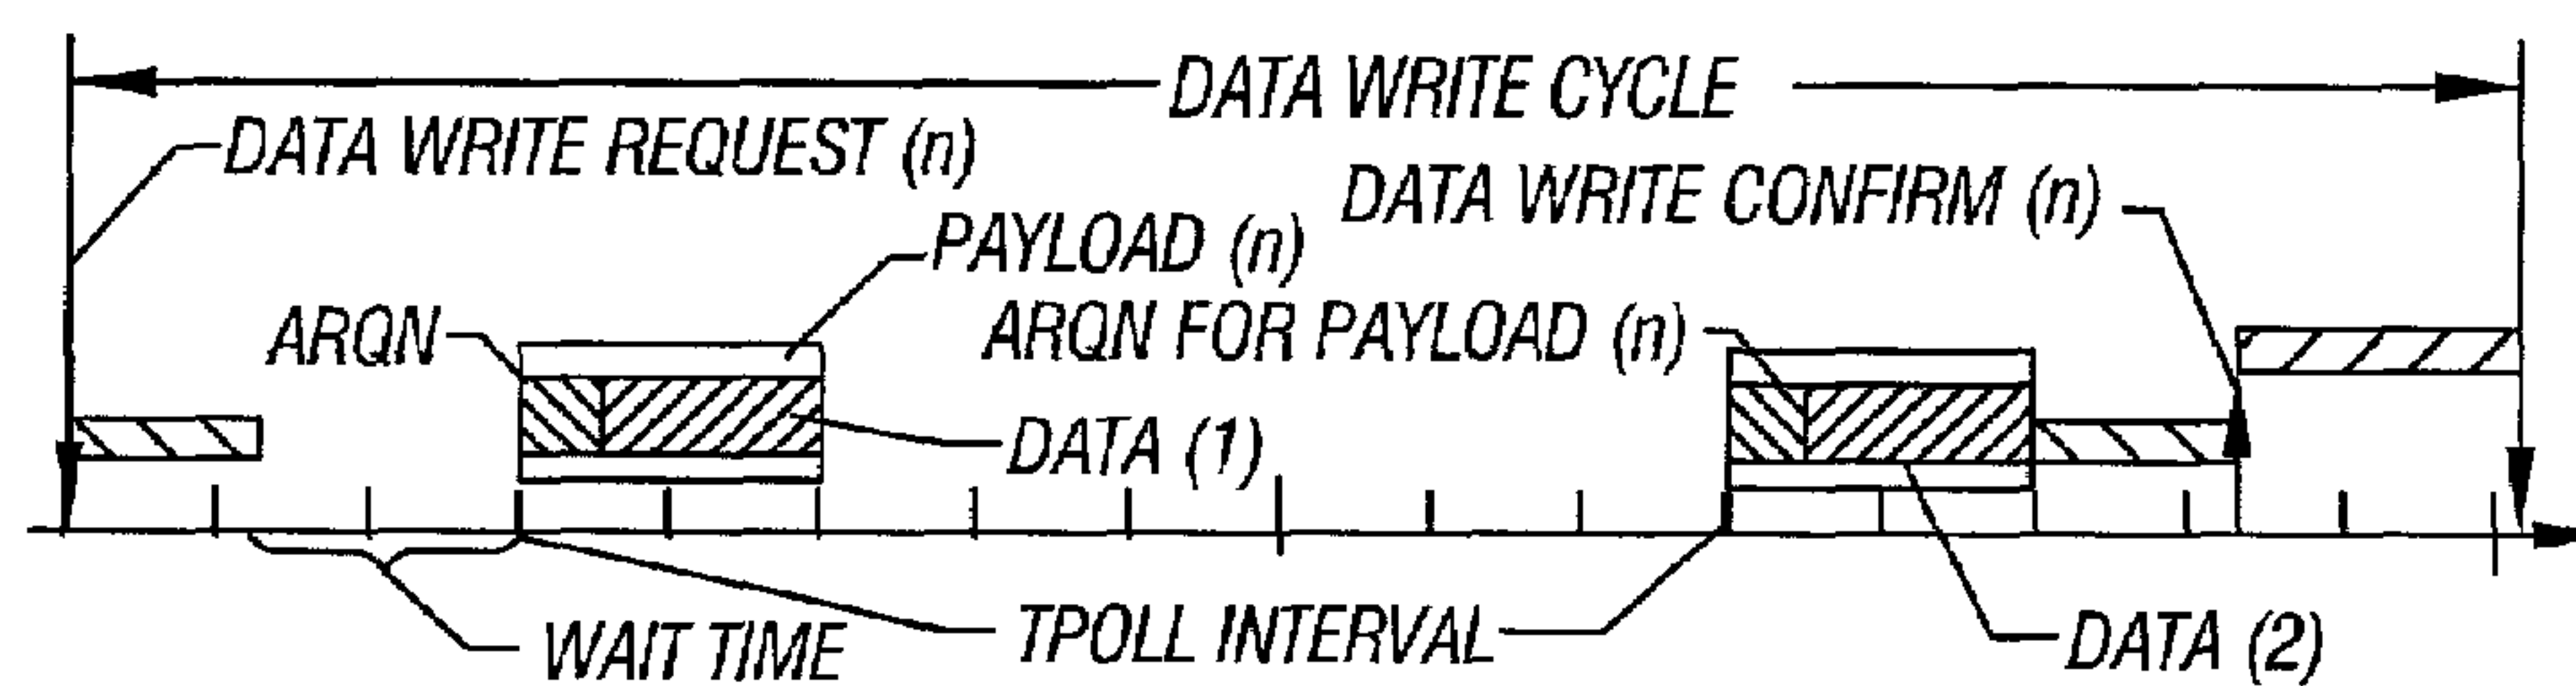 DATA WRITE CYCLE
DATA WRITE REQUEST (n)
DATA WRITE CONFIRM (n)
PAYLOAD (n)
ARQN
ARQN FOR PAYLOAD (n)
DATA (1)
WAIT TIME
TPOLL INTERVAL
DATA (2)